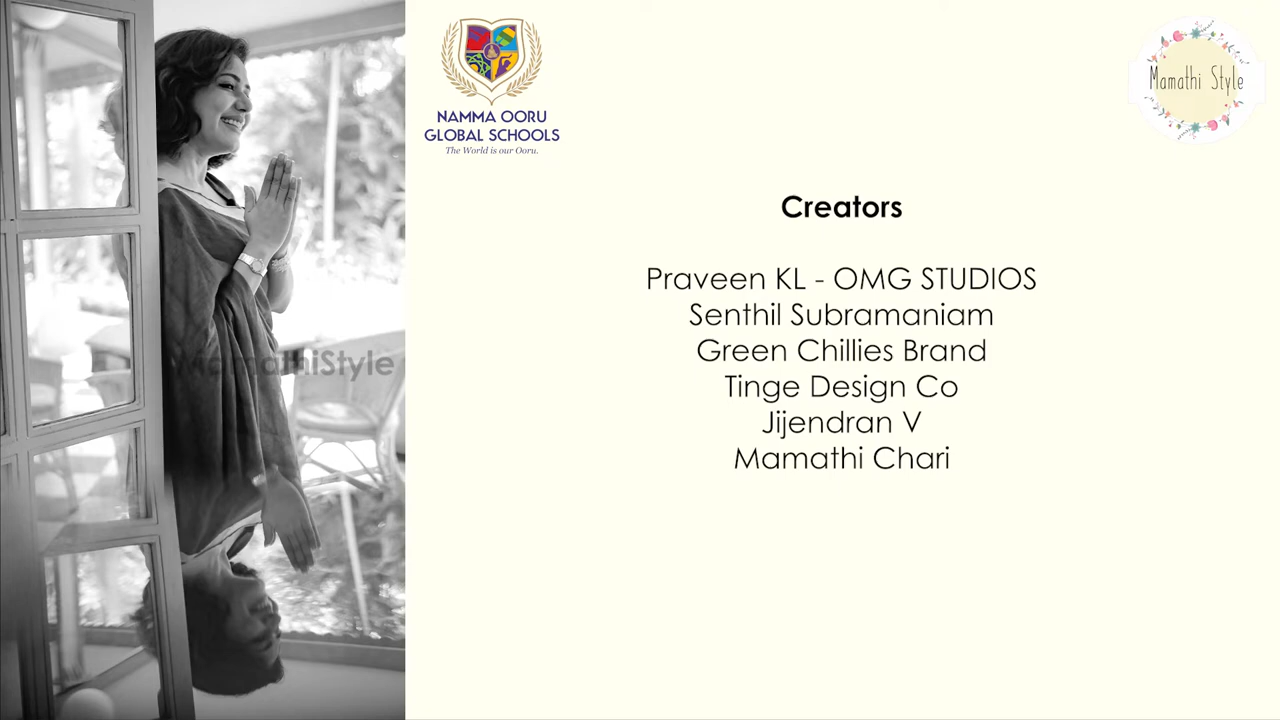 NAMMA OORU
GLOBAL SCHOOLS
The World is our Ooru.
Mamathi Style
Creators
Praveen KL - OMG STUDIOS
Senthil Subramaniam
Green Chillies Brand
Tinge Design Co
Jijendran V
Mamathi Chari
MamathiStyle